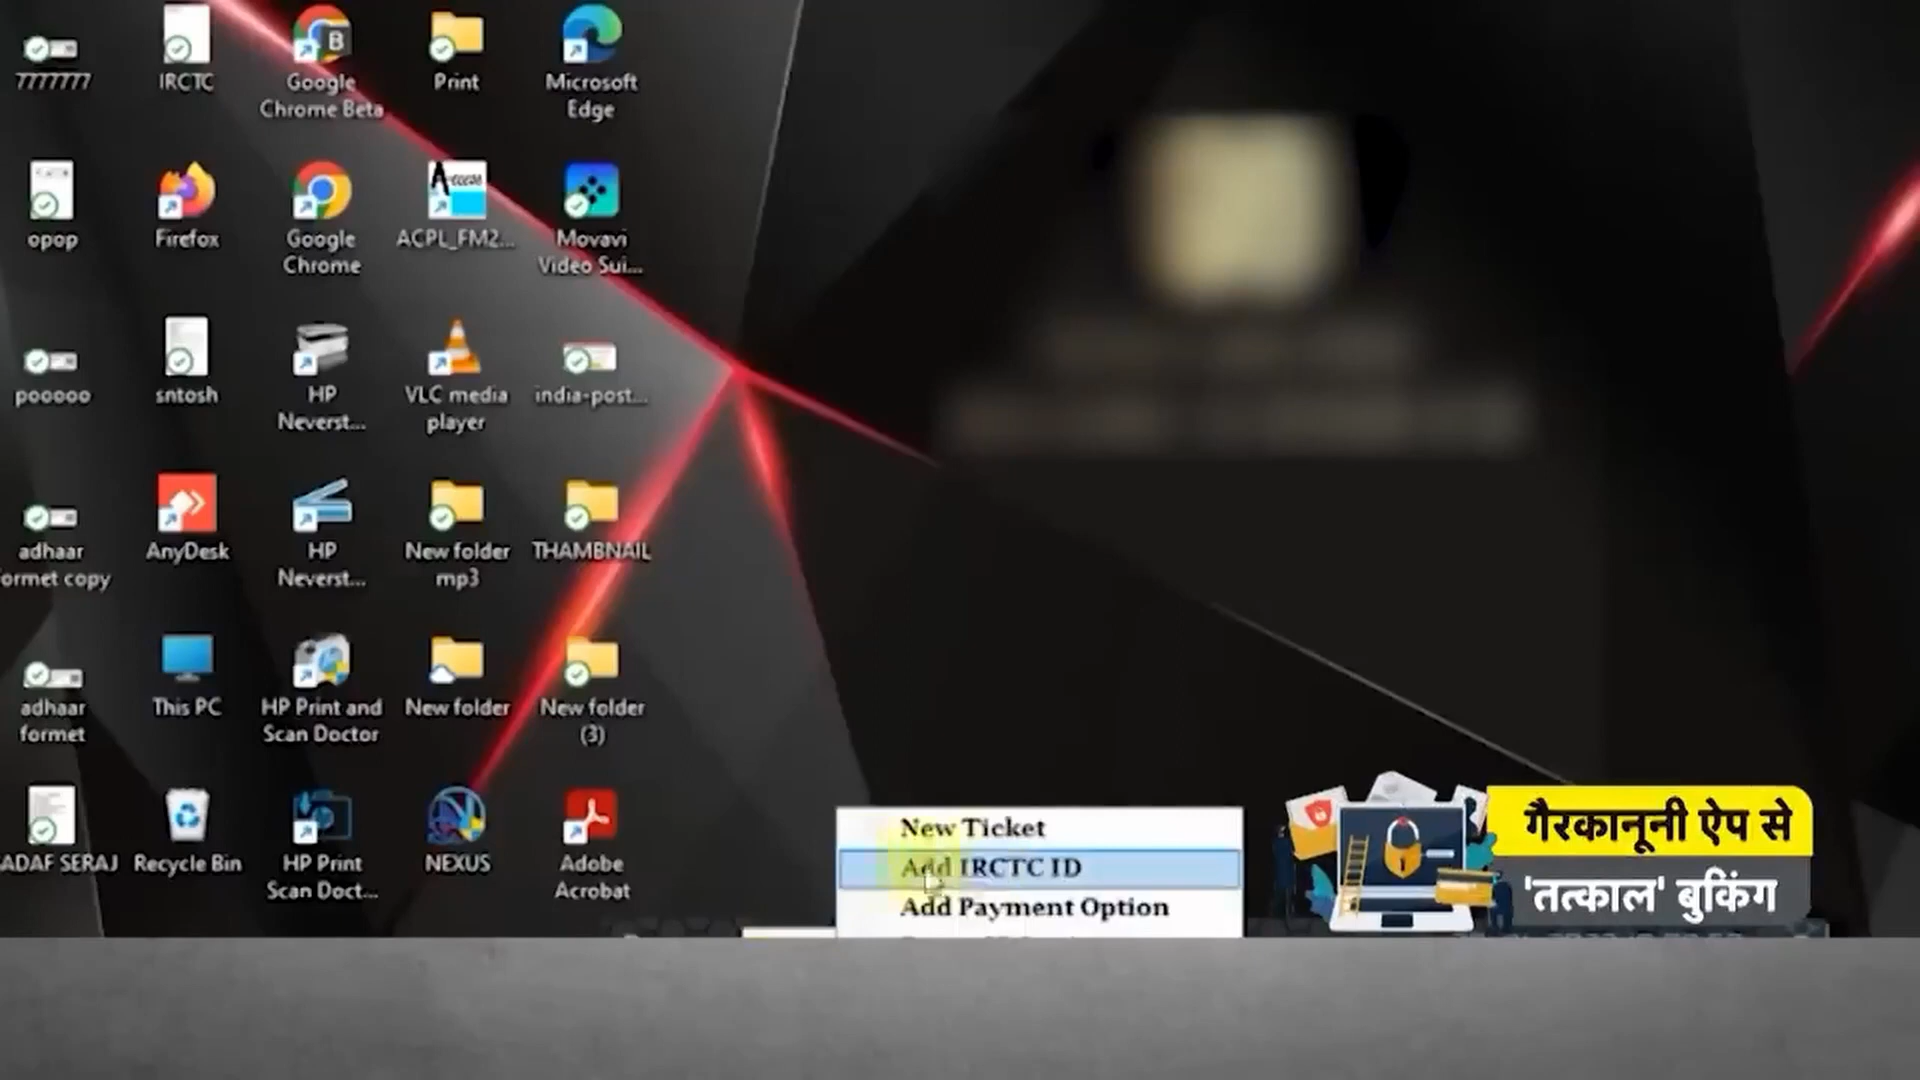 7777777
IRCTC
Google
Chrome Beta
Print
Microsoft
Edge
opop
Firefox
Google
Chrome
ACPL_FM2...
Movavi
Video Sui...
pooooo
sntosh
HP
Neverst...
VLC media
player
india-post...
adhaar
ormet copy
AnyDesk
HP
Neverst...
New folder
mp3
THAMBNAIL
adhaar
formet
This PC
HP Print and
Scan Doctor
New folder
New folder
(3)
ADAF SERAJ
Recycle Bin
HP Print
Scan Doct...
NEXUS
Adobe
Acrobat
New Ticket
Add IRCTC ID
Add Payment Option
गैरकानूनी ऐप से
'तत्काल' बुकिंग